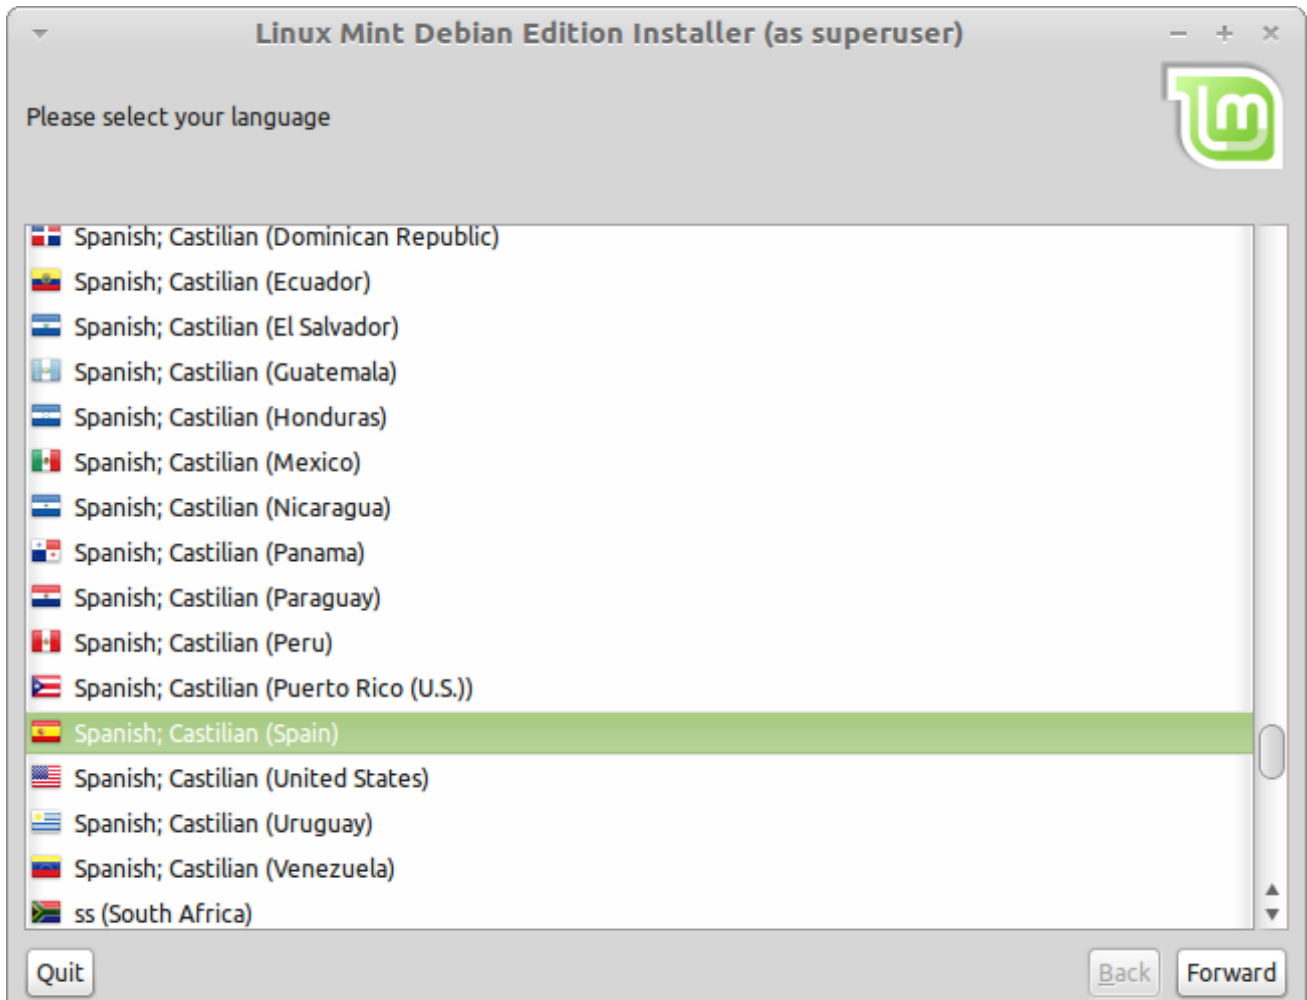 Linux Mint Debian Edition Installer (as superuser)
Please select your language
lm
Spanish; Castilian (Dominican Republic)
Spanish; Castilian (Ecuador)
Spanish; Castilian (El Salvador)
Spanish; Castilian (Guatemala)
Spanish; Castilian (Honduras)
Spanish; Castilian (Mexico)
Spanish; Castilian (Nicaragua)
Spanish; Castilian (Panama)
Spanish; Castilian (Paraguay)
Spanish; Castilian (Peru)
Spanish; Castilian (Puerto Rico (U.S.))
Spanish; Castilian (Spain)
Spanish; Castilian (United States)
Spanish; Castilian (Uruguay)
Spanish; Castilian (Venezuela)
ss (South Africa)
Quit Back Forward